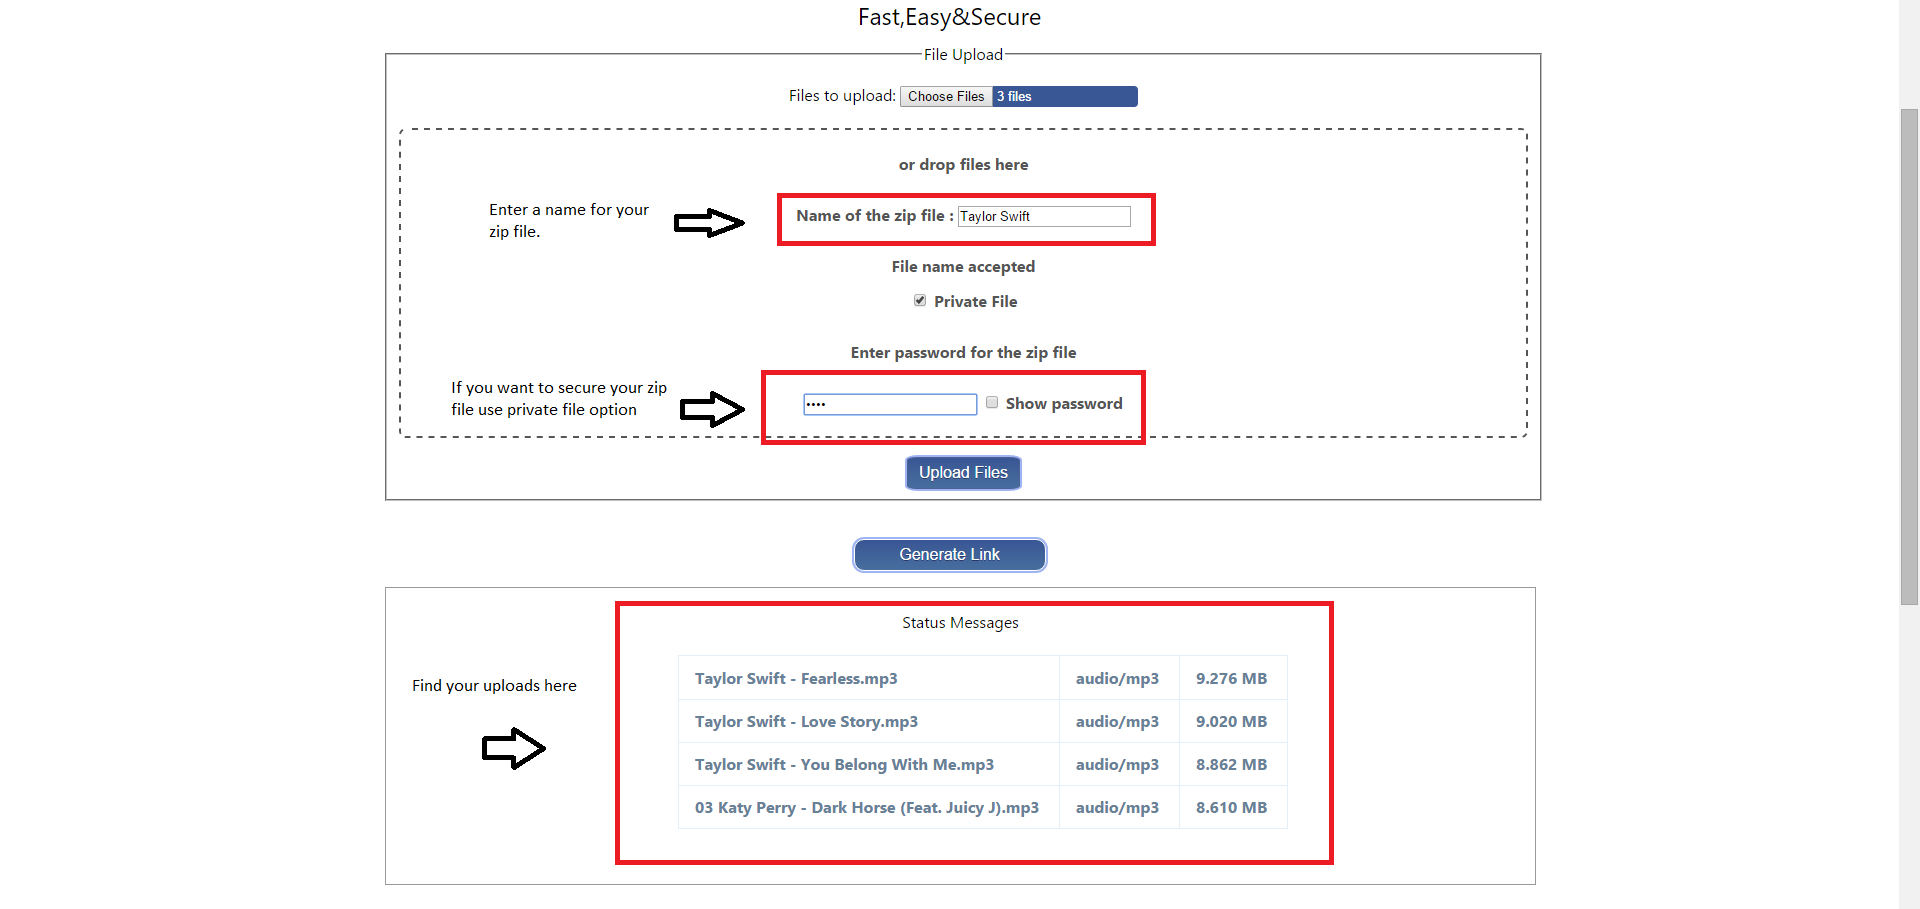 Fast,Easy&Secure
File Upload
Files to upload: Choose Files 3 files
or drop files here
Enter a name for your
zip file.
Name of the zip file : Taylor Swift
File name accepted
Private File
Enter password for the zip file
If you want to secure your zip
file use private file option
•••• Show password
Upload Files
Generate Link
Status Messages
Find your uploads here
Taylor Swift - Fearless.mp3 audio/mp3 9.276 MB
Taylor Swift - Love Story.mp3 audio/mp3 9.020 MB
Taylor Swift - You Belong With Me.mp3 audio/mp3 8.862 MB
03 Katy Perry - Dark Horse (Feat. Juicy J).mp3 audio/mp3 8.610 MB